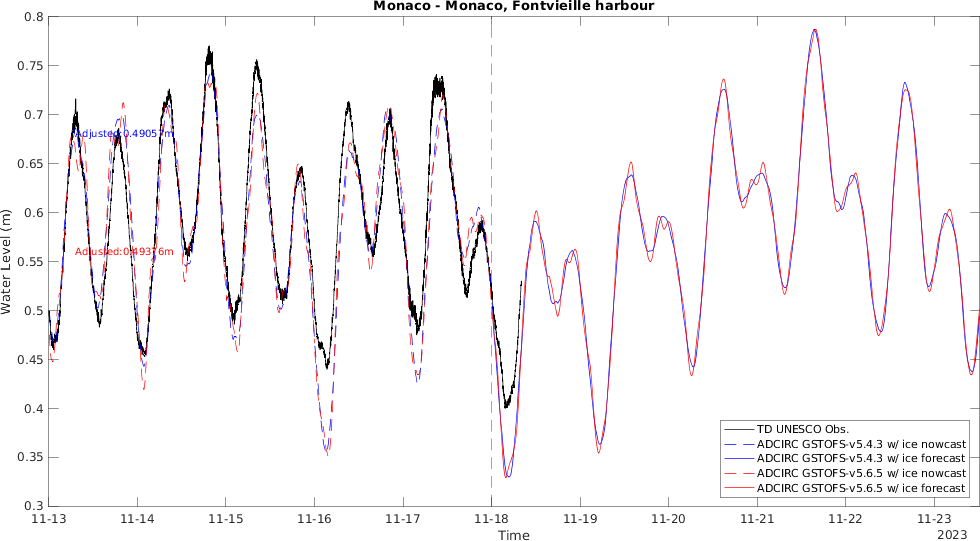 Monaco - Monaco, Fontvieille harbour
Water Level (m)
0.8
0.75
0.7
0.65
0.6
0.55
0.5
0.45
0.4
0.35
0.3
Adjusted:0.49057m
Adjusted:0.49376m
TD UNESCO Obs.
ADCIRC GSTOFS-v5.4.3 w/ ice nowcast
ADCIRC GSTOFS-v5.4.3 w/ ice forecast
ADCIRC GSTOFS-v5.6.5 w/ ice nowcast
ADCIRC GSTOFS-v5.6.5 w/ ice forecast
11-13 11-14 11-15 11-16 11-17 11-18 11-19 11-20 11-21 11-22 11-23
Time
2023